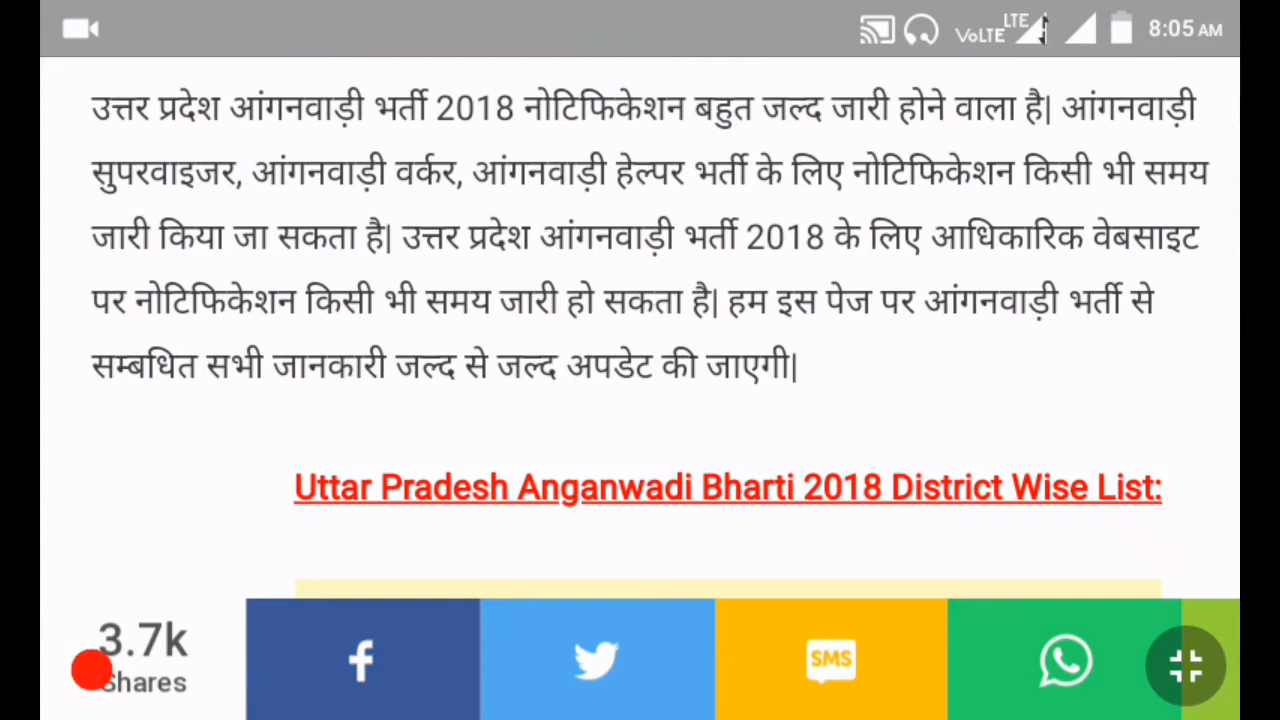 VoLTE LTE 8:05 AM
उत्तर प्रदेश आंगनवाड़ी भर्ती 2018 नोटिफिकेशन बहुत जल्द जारी होने वाला है| आंगनवाड़ी
सुपरवाइजर, आंगनवाड़ी वर्कर, आंगनवाड़ी हेल्पर भर्ती के लिए नोटिफिकेशन किसी भी समय
जारी किया जा सकता है| उत्तर प्रदेश आंगनवाड़ी भर्ती 2018 के लिए आधिकारिक वेबसाइट
पर नोटिफिकेशन किसी भी समय जारी हो सकता है| हम इस पेज पर आंगनवाड़ी भर्ती से
सम्बधित सभी जानकारी जल्द से जल्द अपडेट की जाएगी|
Uttar Pradesh Anganwadi Bharti 2018 District Wise List:
3.7k
Shares
SMS